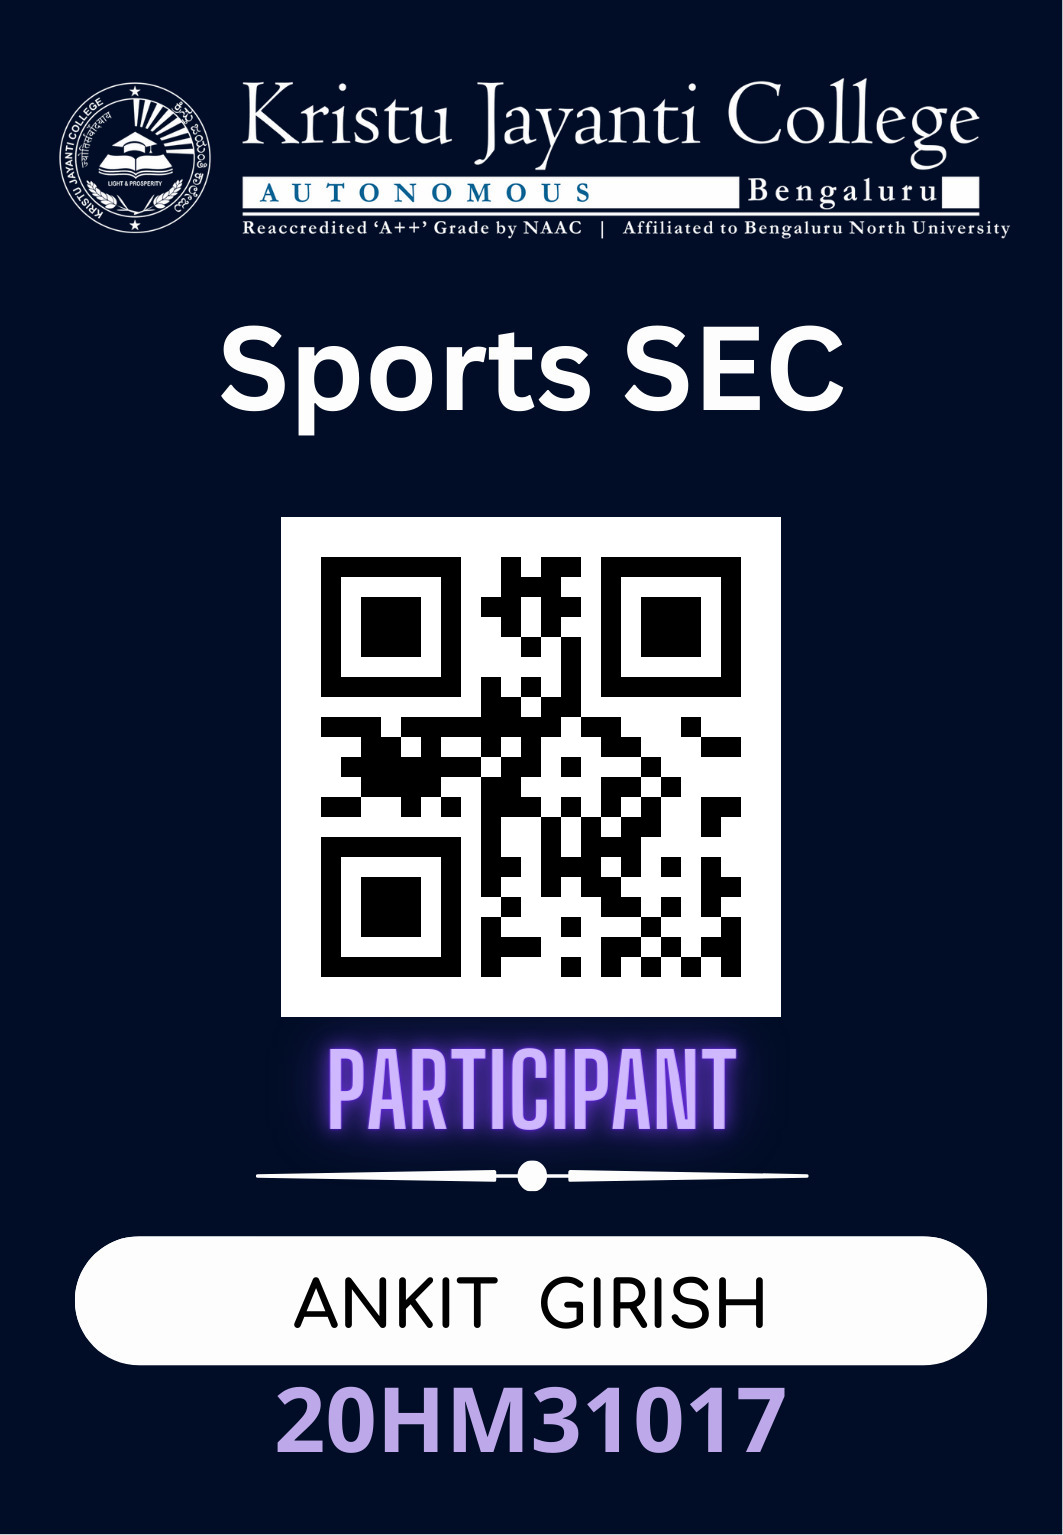 KRISTU JAYANTI COLLEGE
ಕ್ರಿಸ್ತು ಜಯಂತಿ ಕಾಲೇಜು
LIGHT & PROSPERITY
Kristu Jayanti College
AUTONOMOUS Bengaluru
Reaccredited ‘A++’ Grade by NAAC | Affiliated to Bengaluru North University
Sports SEC
PARTICIPANT
ANKIT GIRISH
20HM31017